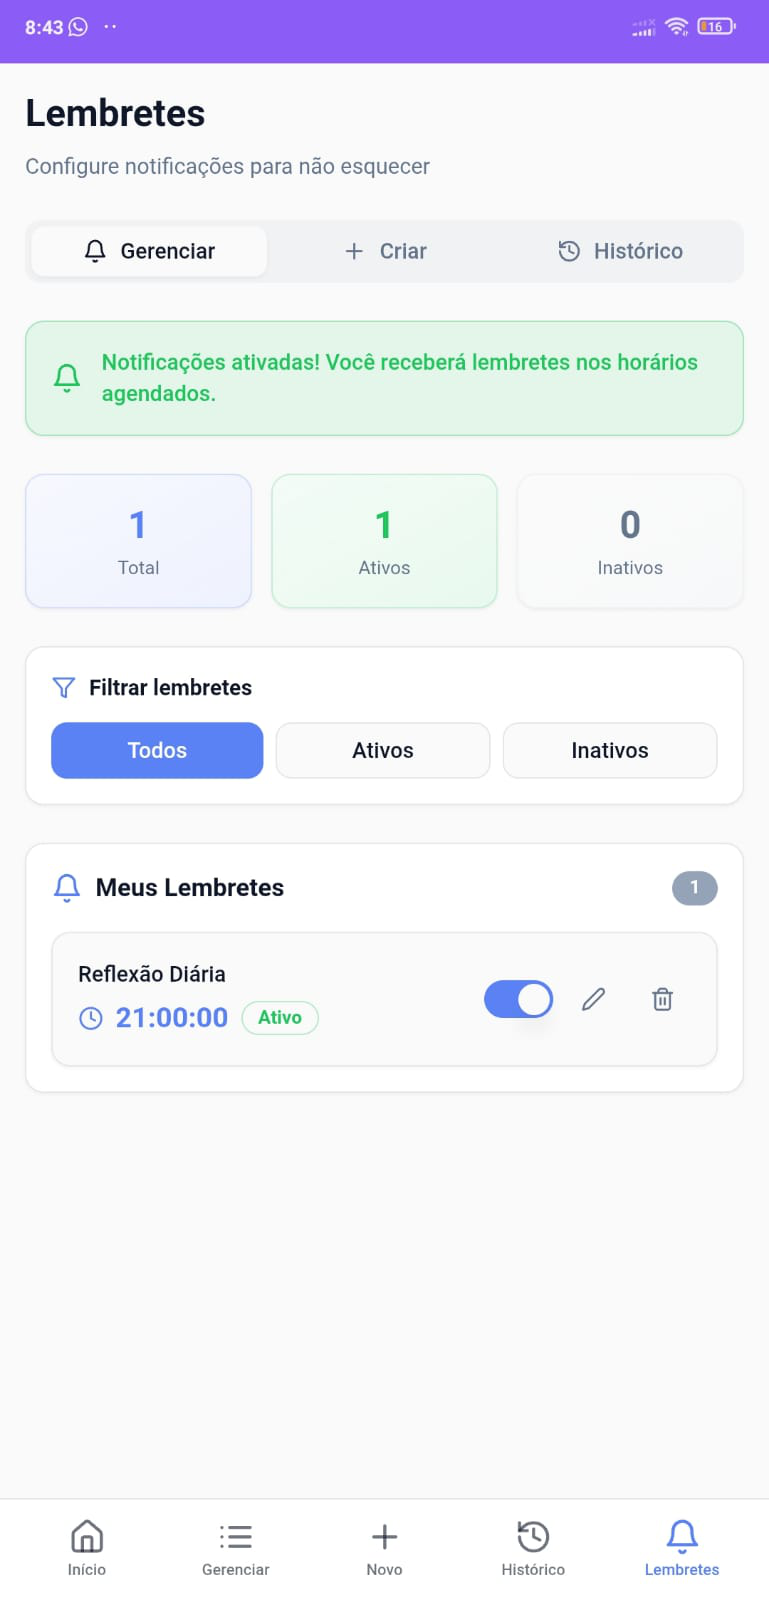 8:43
16
Lembretes
Configure notificações para não esquecer
Gerenciar
Criar
Histórico
Notificações ativadas! Você receberá lembretes nos horários
agendados.
1
Total
1
Ativos
0
Inativos
Filtrar lembretes
Todos
Ativos
Inativos
Meus Lembretes
1
Reflexão Diária
21:00:00
Ativo
Início
Gerenciar
Novo
Histórico
Lembretes